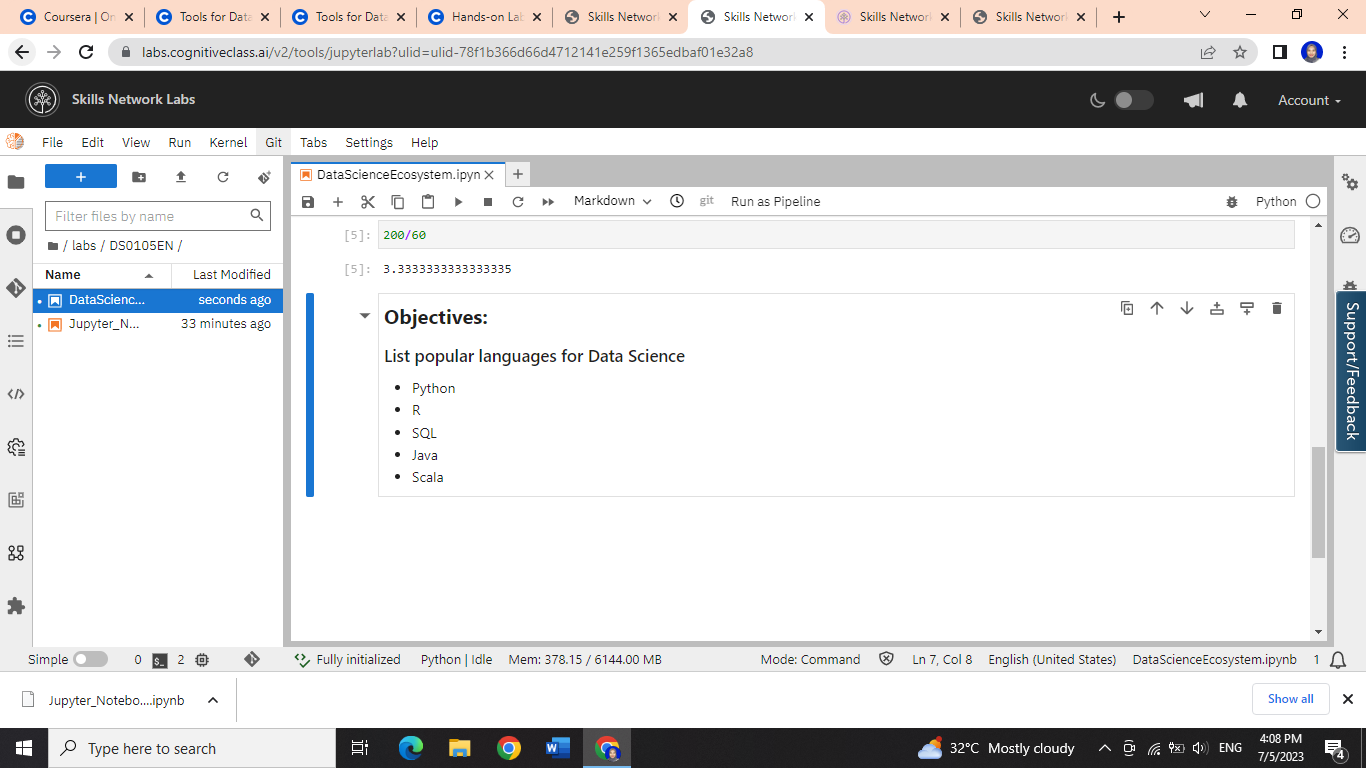 Coursera | On
Tools for Data
Tools for Data
Hands-on Lab
Skills Network
Skills Network
Skills Network
Skills Network
labs.cognitiveclass.ai/v2/tools/jupyterlab?ulid=ulid-78f1b366d66d4712141e259f1365edbaf01e32a8
Skills Network Labs
Account
File Edit View Run Kernel Git Tabs Settings Help
DataScienceEcosystem.ipyn
Filter files by name
Markdown
git
Run as Pipeline
Python
/ labs / DS0105EN /
Name Last Modified
DataScienc... seconds ago
Jupyter_N... 33 minutes ago
[5]: 200/60
[5]: 3.3333333333333335
Objectives:
List popular languages for Data Science
• Python
• R
• SQL
• Java
• Scala
Support/Feedback
Simple 0 $_ 2 Fully initialized Python | Idle Mem: 378.15 / 6144.00 MB Mode: Command Ln 7, Col 8 English (United States) DataScienceEcosystem.ipynb 1
Jupyter_Notebo....ipynb
Show all
Type here to search
32°C Mostly cloudy
ENG
4:08 PM
7/5/2023
4